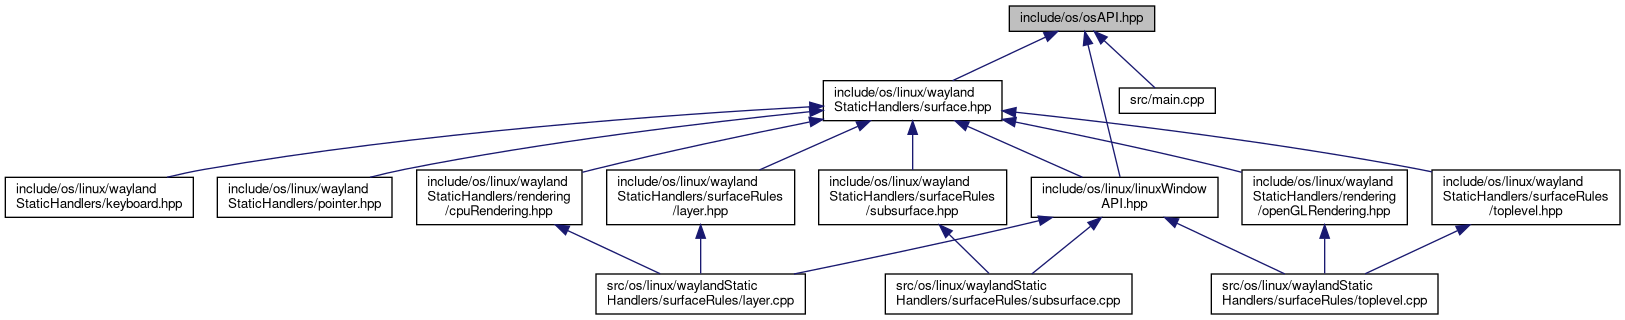 include/os/osAPI.hpp
include/os/linux/wayland
StaticHandlers/surface.hpp
src/main.cpp
include/os/linux/wayland
StaticHandlers/keyboard.hpp
include/os/linux/wayland
StaticHandlers/pointer.hpp
include/os/linux/wayland
StaticHandlers/rendering
/cpuRendering.hpp
include/os/linux/wayland
StaticHandlers/surfaceRules
/layer.hpp
include/os/linux/wayland
StaticHandlers/surfaceRules
/subsurface.hpp
include/os/linux/linuxWindow
API.hpp
include/os/linux/wayland
StaticHandlers/rendering
/openGLRendering.hpp
include/os/linux/wayland
StaticHandlers/surfaceRules
/toplevel.hpp
src/os/linux/waylandStatic
Handlers/surfaceRules/layer.cpp
src/os/linux/waylandStatic
Handlers/surfaceRules/subsurface.cpp
src/os/linux/waylandStatic
Handlers/surfaceRules/toplevel.cpp